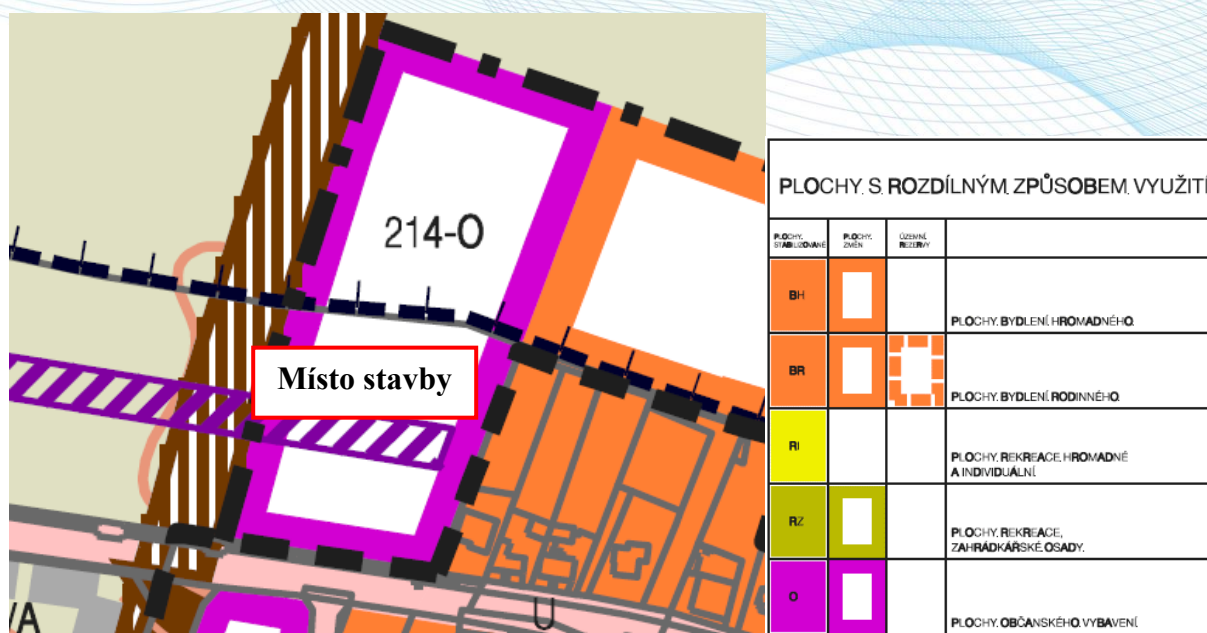 214-O
Místo stavby
VA
U
PLOCHY S ROZDÍLNÝM ZPŮSOBEM VYUŽITÍ
PLOCHY
STABILIZOVANÉ
PLOCHY
ZMĚN
ÚZEMNÍ
REZERVY
BH
PLOCHY BYDLENÍ HROMADNÉHO
BR
PLOCHY BYDLENÍ RODINNÉHO
RI
PLOCHY REKREACE HROMADNÉ
A INDIVIDUÁLNÍ
RZ
PLOCHY REKREACE,
ZAHRÁDKÁŘSKÉ OSADY
O
PLOCHY OBČANSKÉHO VYBAVENÍ